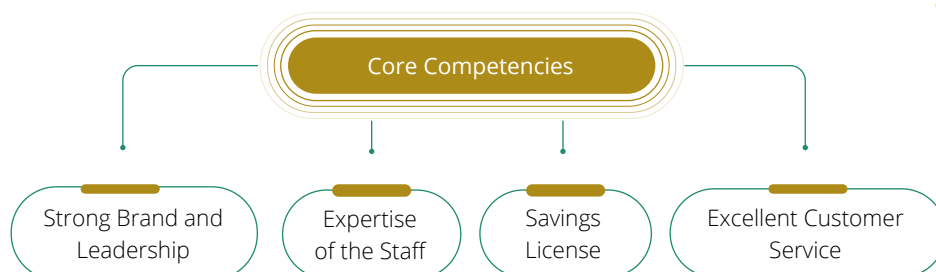 Core Competencies
Strong Brand and
Leadership
Expertise
of the Staff
Savings
License
Excellent Customer
Service